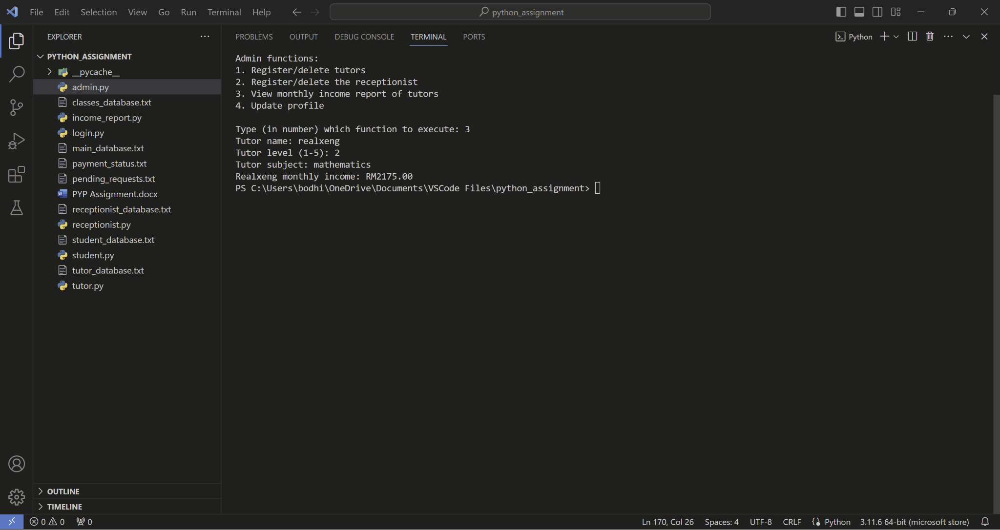 File Edit Selection View Go Run Terminal Help
python_assignment
EXPLORER
PYTHON_ASSIGNMENT
__pycache__
admin.py
classes_database.txt
income_report.py
login.py
main_database.txt
payment_status.txt
pending_requests.txt
PYP Assignment.docx
receptionist_database.txt
receptionist.py
student_database.txt
student.py
tutor_database.txt
tutor.py
OUTLINE
TIMELINE
PROBLEMS OUTPUT DEBUG CONSOLE TERMINAL PORTS
Python
Admin functions:
1. Register/delete tutors
2. Register/delete the receptionist
3. View monthly income report of tutors
4. Update profile
Type (in number) which function to execute: 3
Tutor name: realxeng
Tutor level (1-5): 2
Tutor subject: mathematics
Realxeng monthly income: RM2175.00
PS C:\Users\bodhi\OneDrive\Documents\VSCode Files\python_assignment>
0 0 0
Ln 170, Col 26 Spaces: 4 UTF-8 CRLF Python 3.11.6 64-bit (microsoft store)